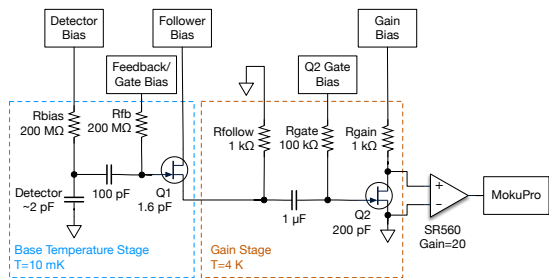 Detector
Bias
Follower
Bias
Gain
Bias
Feedback/
Gate Bias
Q2 Gate
Bias
Rbias
200 MΩ
Rfb
200 MΩ
Rfollow
1 kΩ
Rgate
100 kΩ
Rgain
1 kΩ
Q1
1.6 pF
100 pF
Detector
~2 pF
1 µF
Q2
200 pF
+
−
SR560
Gain=20
MokuPro
Base Temperature Stage
T=10 mK
Gain Stage
T=4 K